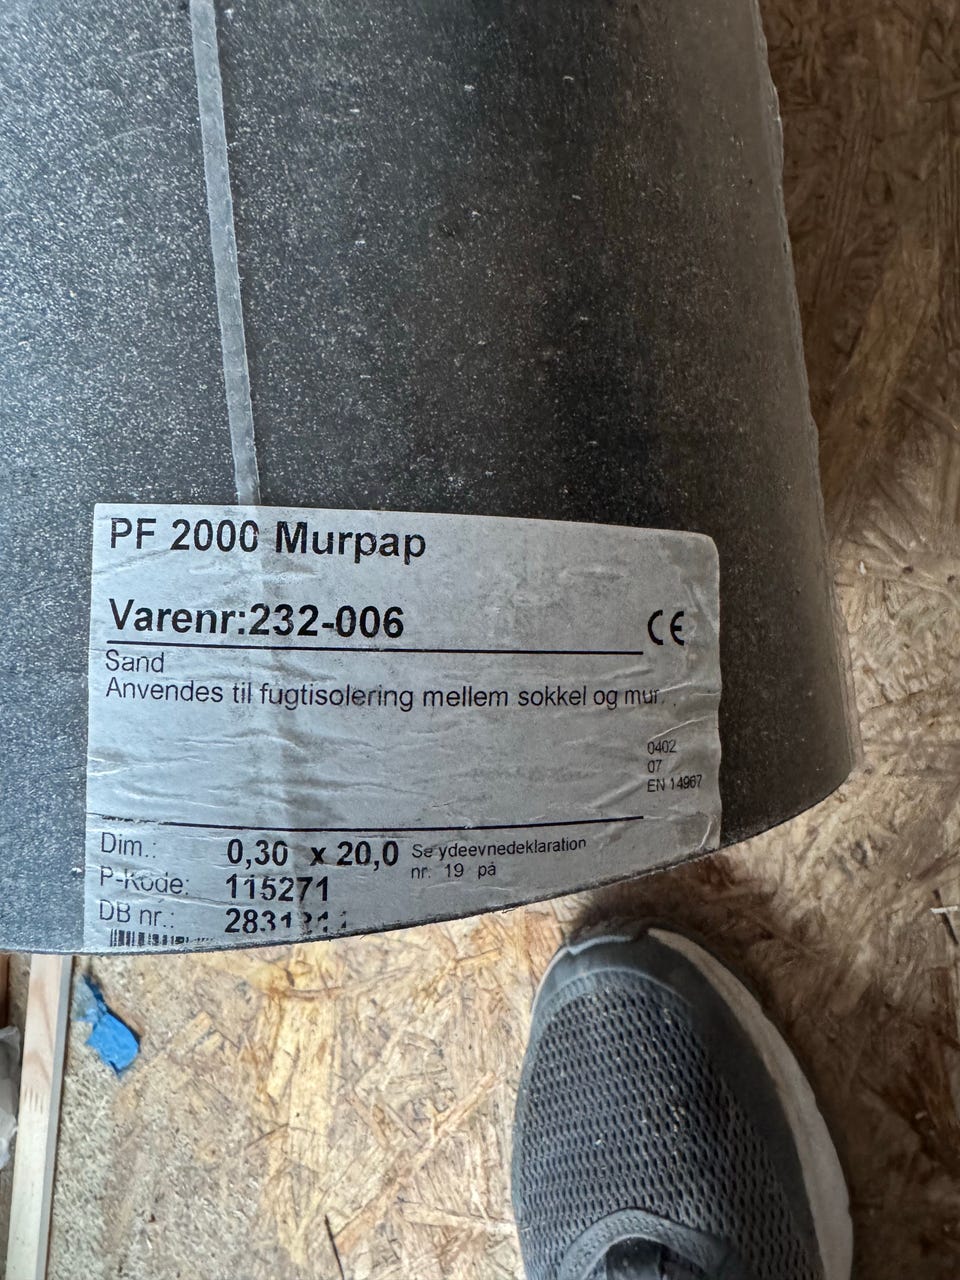 PF 2000 Murpap
Varenr:232-006
CE
Sand
Anvendes til fugtisolering mellem sokkel og mur.
0402
07
EN 14967
Dim.: 0,30 x 20,0 Se ydeevnedeklaration
nr: 19 på
P-Kode: 115271
DB nr.: